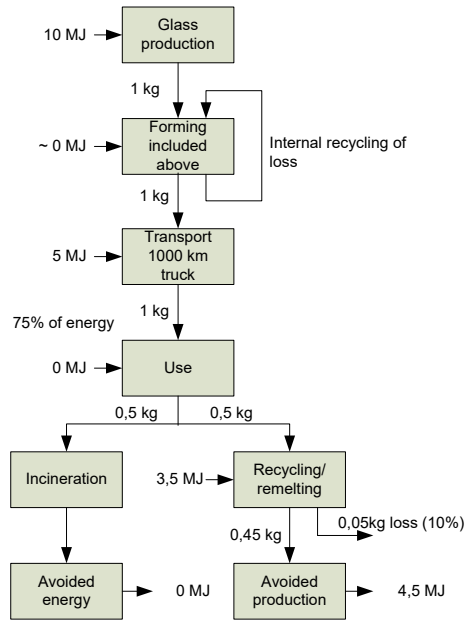 Glass
production
10 MJ
1 kg
Forming
included
above
~ 0 MJ
Internal recycling of
loss
1 kg
Transport
1000 km
truck
5 MJ
1 kg
75% of energy
Use
0 MJ
0,5 kg
0,5 kg
Incineration
3,5 MJ
Recycling/
remelting
0,05kg loss (10%)
0,45 kg
Avoided
energy
0 MJ
Avoided
production
4,5 MJ